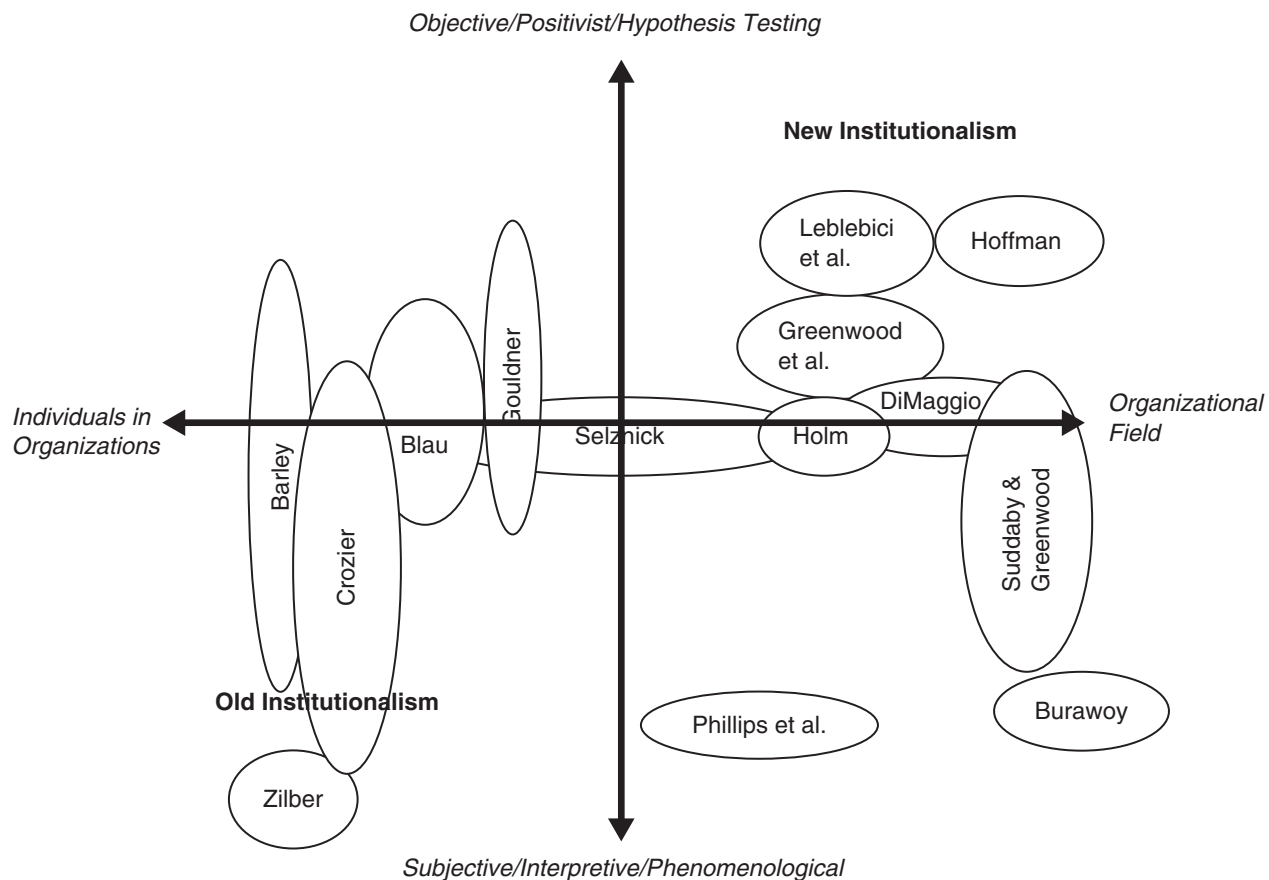 Objective/Positivist/Hypothesis Testing
New Institutionalism
Leblebici
et al.
Hoffman
Greenwood
et al.
Gouldner
DiMaggio
Individuals in
Organizations
Organizational
Field
Blau
Selznick
Holm
Barley
Crozier
Suddaby &
Greenwood
Old Institutionalism
Phillips et al.
Burawoy
Zilber
Subjective/Interpretive/Phenomenological